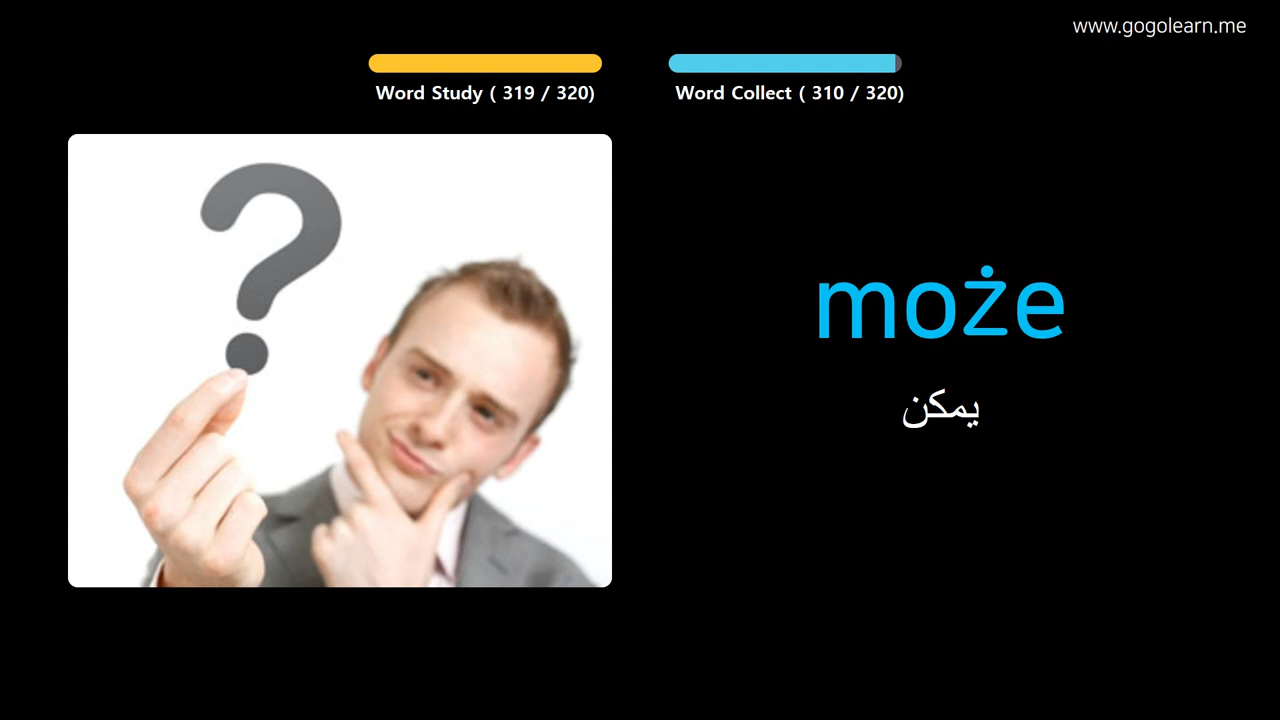 www.gogolearn.me
Word Study ( 319 / 320)
Word Collect ( 310 / 320)
?
może
يمكن